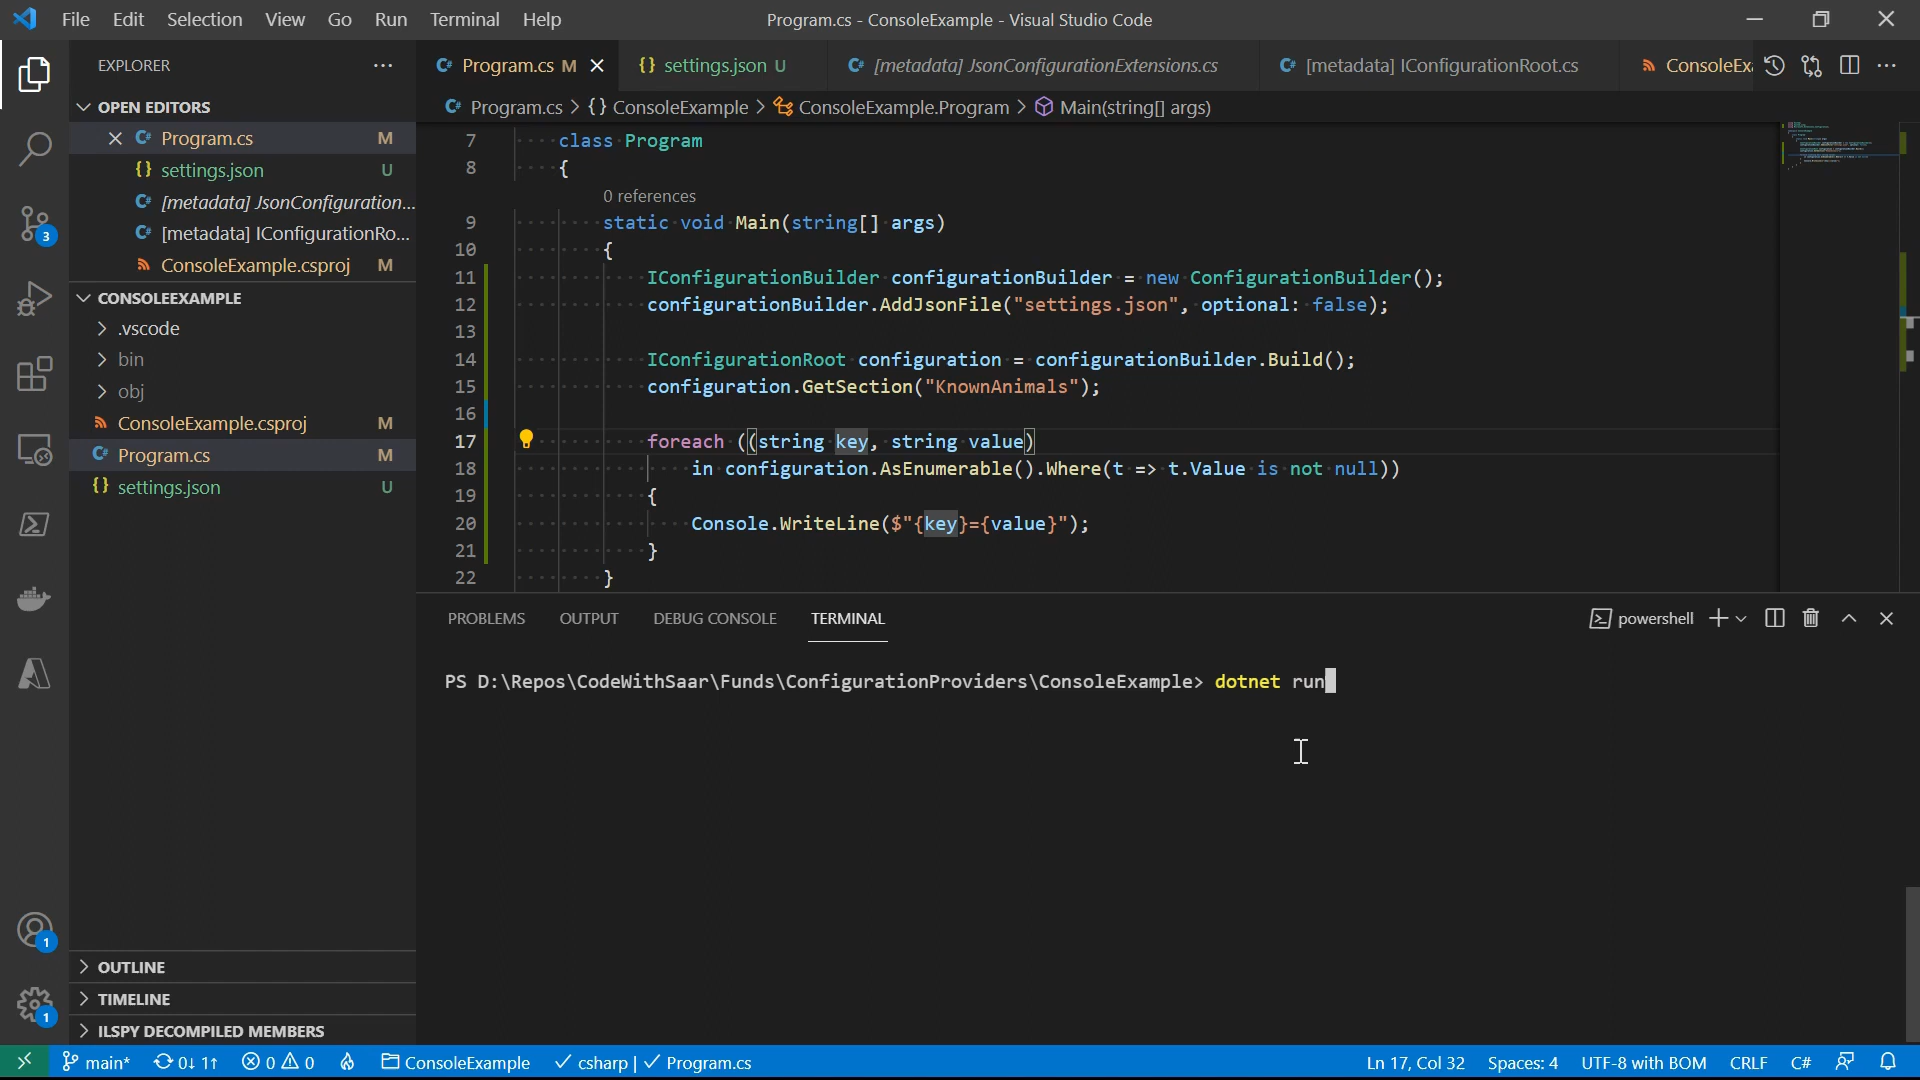 File Edit Selection View Go Run Terminal Help
Program.cs - ConsoleExample - Visual Studio Code
EXPLORER
Program.cs M
settings.json U
[metadata] JsonConfigurationExtensions.cs
[metadata] IConfigurationRoot.cs
ConsoleExa
OPEN EDITORS
Program.cs M
settings.json U
[metadata] JsonConfiguration...
[metadata] IConfigurationRo...
ConsoleExample.csproj M
CONSOLEEXAMPLE
.vscode
bin
obj
ConsoleExample.csproj M
Program.cs M
settings.json U
OUTLINE
TIMELINE
ILSPY DECOMPILED MEMBERS
3
1
1
Program.cs > {} ConsoleExample > ConsoleExample.Program > Main(string[] args)
7 class Program
8 {
0 references
9 static void Main(string[] args)
10 {
11 IConfigurationBuilder configurationBuilder = new ConfigurationBuilder();
12 configurationBuilder.AddJsonFile("settings.json", optional: false);
13
14 IConfigurationRoot configuration = configurationBuilder.Build();
15 configuration.GetSection("KnownAnimals");
16
17 foreach ((string key, string value)
18 in configuration.AsEnumerable().Where(t => t.Value is not null))
19 {
20 Console.WriteLine($"{key}={value}");
21 }
22 }
PROBLEMS OUTPUT DEBUG CONSOLE TERMINAL
powershell
PS D:\Repos\CodeWithSaar\Funds\ConfigurationProviders\ConsoleExample> dotnet run
main* 0↓ 1↑ 0 0 ConsoleExample csharp | Program.cs
Ln 17, Col 32 Spaces: 4 UTF-8 with BOM CRLF C#